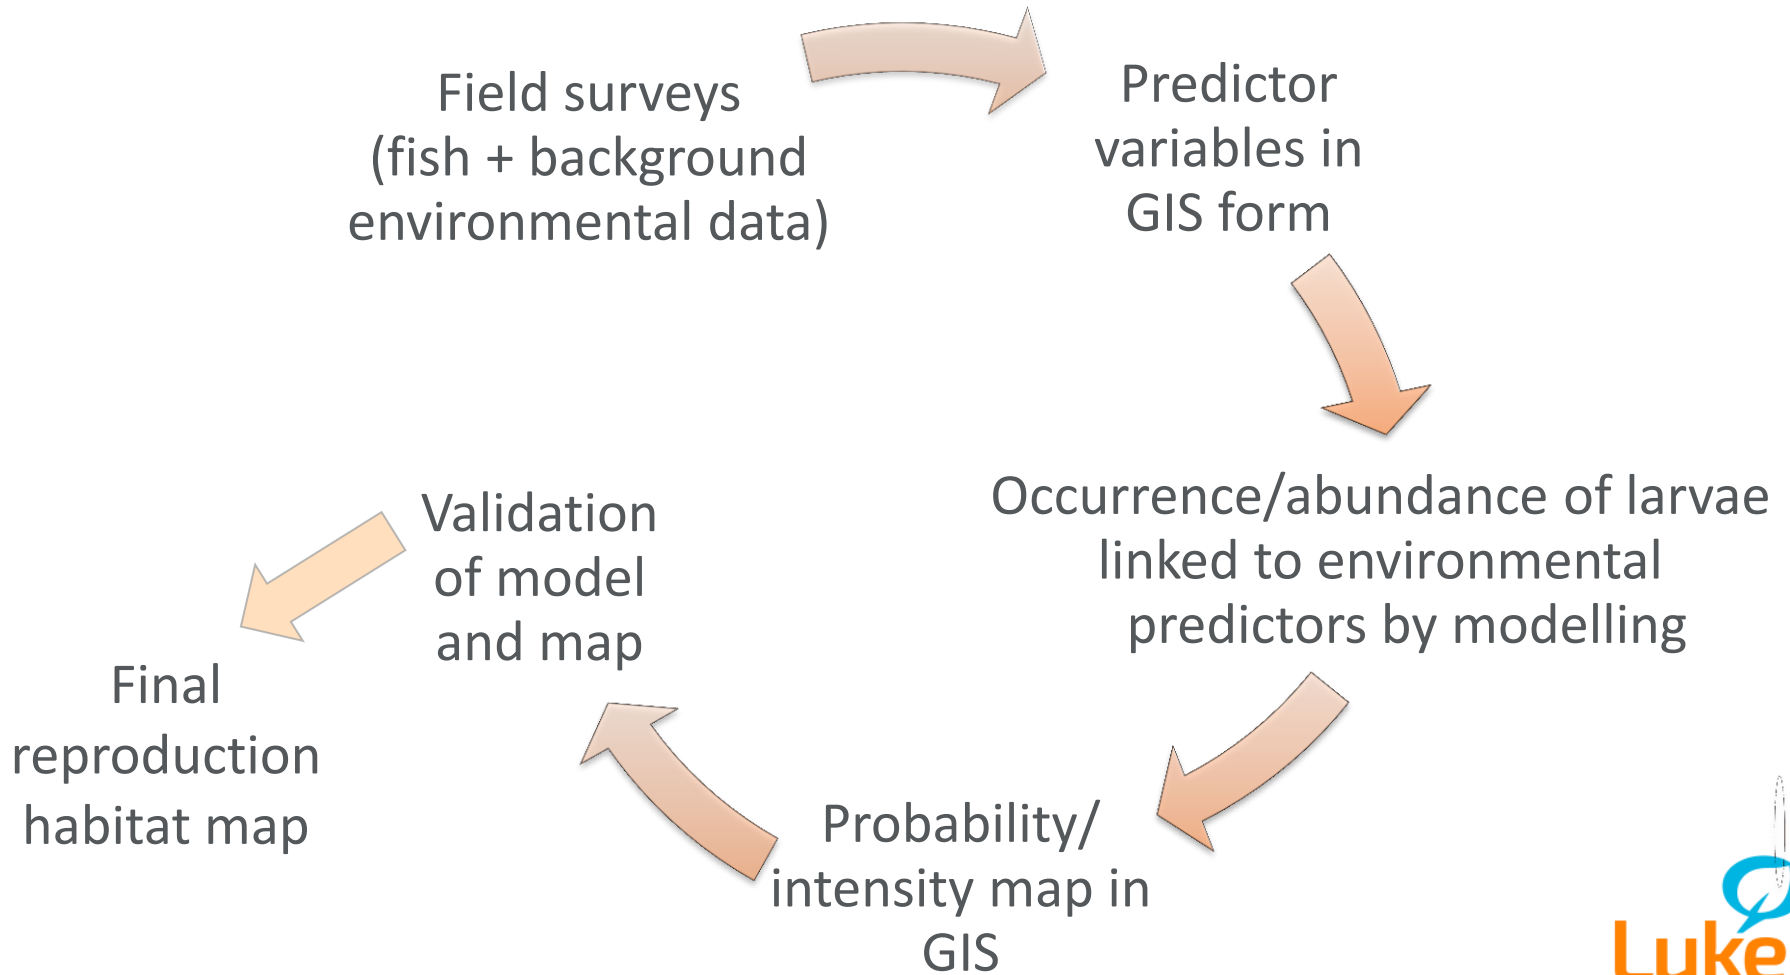 Field surveys
(fish + background
environmental data)
Predictor
variables in
GIS form
Occurrence/abundance of larvae
linked to environmental
predictors by modelling
Probability/
intensity map in
GIS
Validation
of model
and map
Final
reproduction
habitat map
Luke